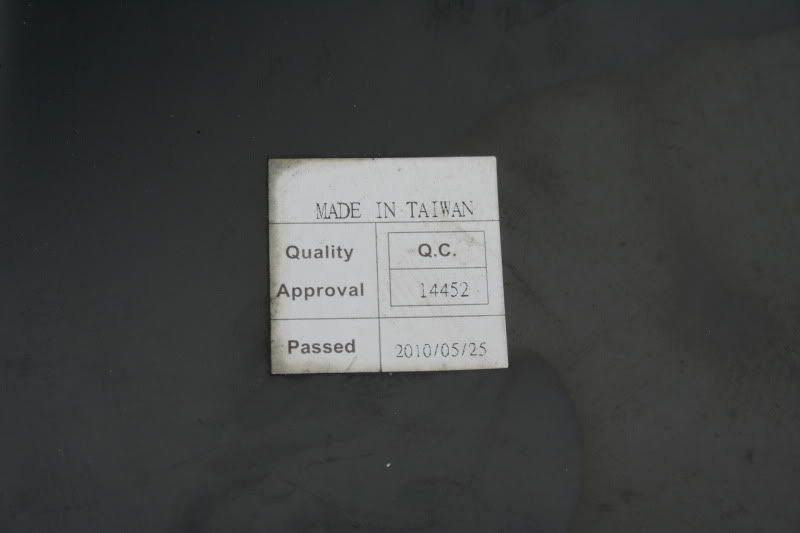 MADE IN TAIWAN
Quality Q.C.
Approval 14452
Passed 2010/05/25